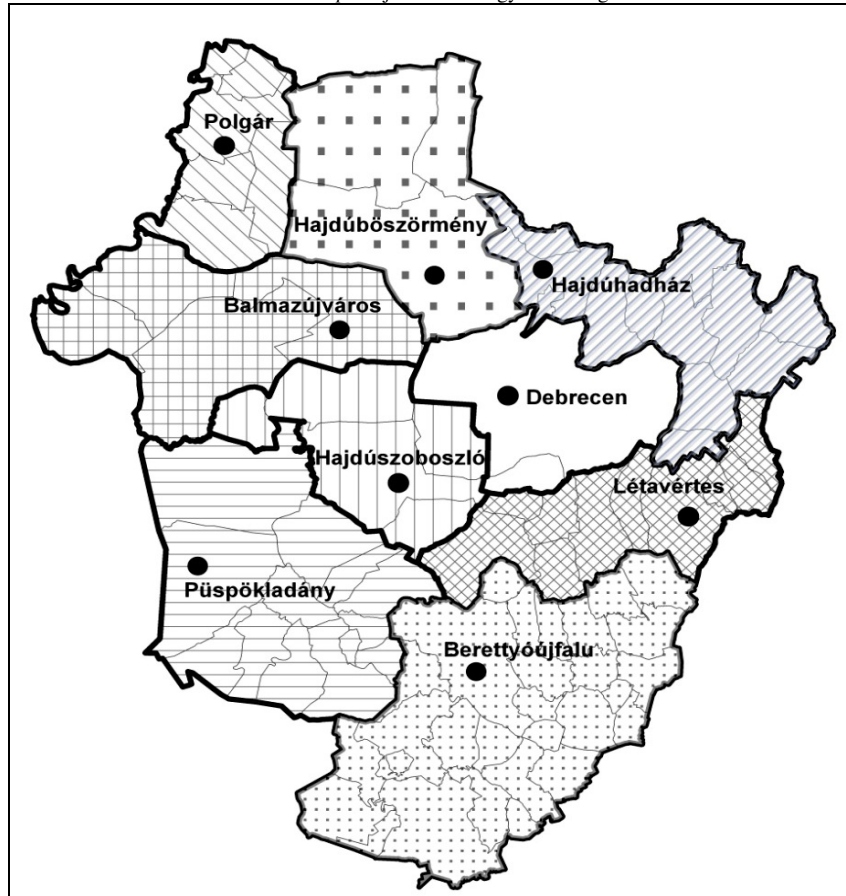 Polgár
Hajdúböszörmény
Hajdúhadház
Balmazújváros
Debrecen
Hajdúszoboszló
Létavértes
Püspökladány
Berettyóújfalu